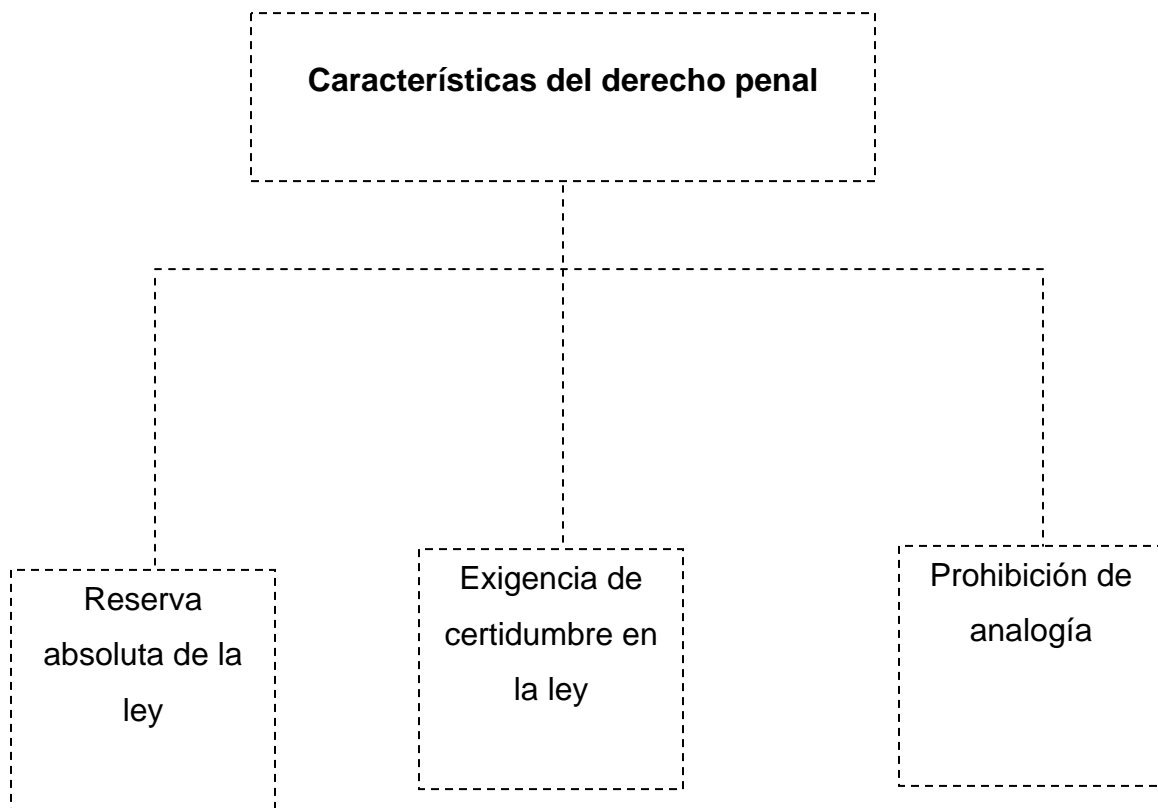 Características del derecho penal
Reserva
absoluta de la
ley
Exigencia de
certidumbre en
la ley
Prohibición de
analogía